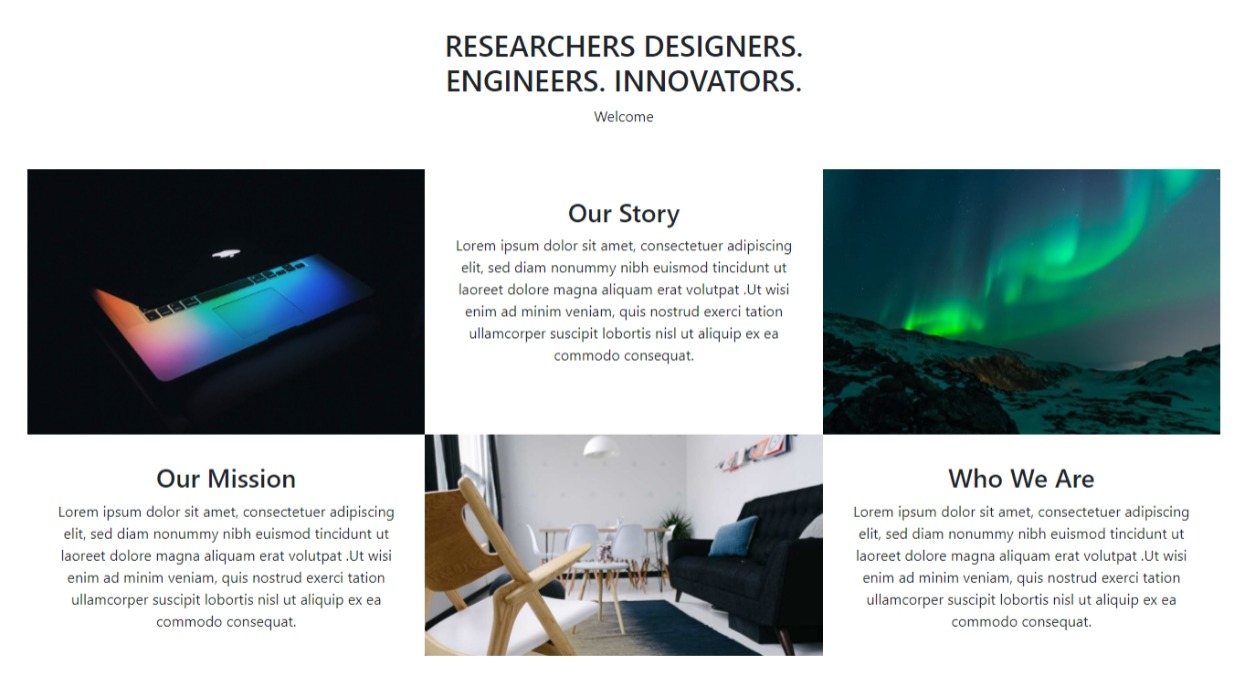 RESEARCHERS DESIGNERS.
ENGINEERS. INNOVATORS.
Welcome
Our Story
Lorem ipsum dolor sit amet, consectetuer adipiscing
elit, sed diam nonummy nibh euismod tincidunt ut
laoreet dolore magna aliquam erat volutpat .Ut wisi
enim ad minim veniam, quis nostrud exerci tation
ullamcorper suscipit lobortis nisl ut aliquip ex ea
commodo consequat.
Our Mission
Lorem ipsum dolor sit amet, consectetuer adipiscing
elit, sed diam nonummy nibh euismod tincidunt ut
laoreet dolore magna aliquam erat volutpat .Ut wisi
enim ad minim veniam, quis nostrud exerci tation
ullamcorper suscipit lobortis nisl ut aliquip ex ea
commodo consequat.
Who We Are
Lorem ipsum dolor sit amet, consectetuer adipiscing
elit, sed diam nonummy nibh euismod tincidunt ut
laoreet dolore magna aliquam erat volutpat .Ut wisi
enim ad minim veniam, quis nostrud exerci tation
ullamcorper suscipit lobortis nisl ut aliquip ex ea
commodo consequat.